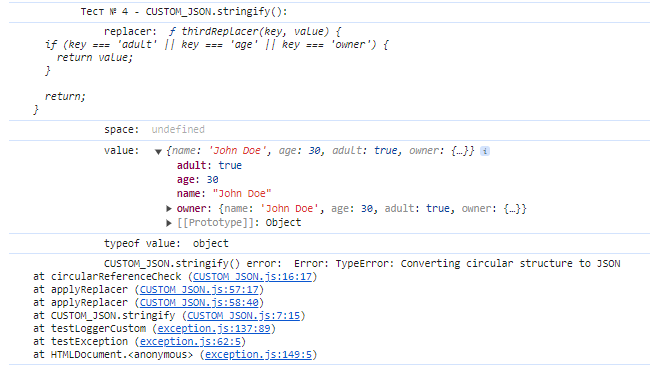 Тест № 4 - CUSTOM_JSON.stringify():
replacer: ƒ thirdReplacer(key, value) {
if (key === 'adult' || key === 'age' || key === 'owner') {
return value;
}
return;
}
space: undefined
value: ▼ {name: 'John Doe', age: 30, adult: true, owner: {…}} i
adult: true
age: 30
name: "John Doe"
▶ owner: {name: 'John Doe', age: 30, adult: true, owner: {…}}
▶ [[Prototype]]: Object
typeof value: object
CUSTOM_JSON.stringify() error: Error: TypeError: Converting circular structure to JSON
at circularReferenceCheck (CUSTOM_JSON.js:16:17)
at applyReplacer (CUSTOM_JSON.js:57:17)
at applyReplacer (CUSTOM_JSON.js:58:40)
at CUSTOM_JSON.stringify (CUSTOM_JSON.js:7:15)
at testLoggerCustom (exception.js:137:89)
at testException (exception.js:62:5)
at HTMLDocument.<anonymous> (exception.js:149:5)